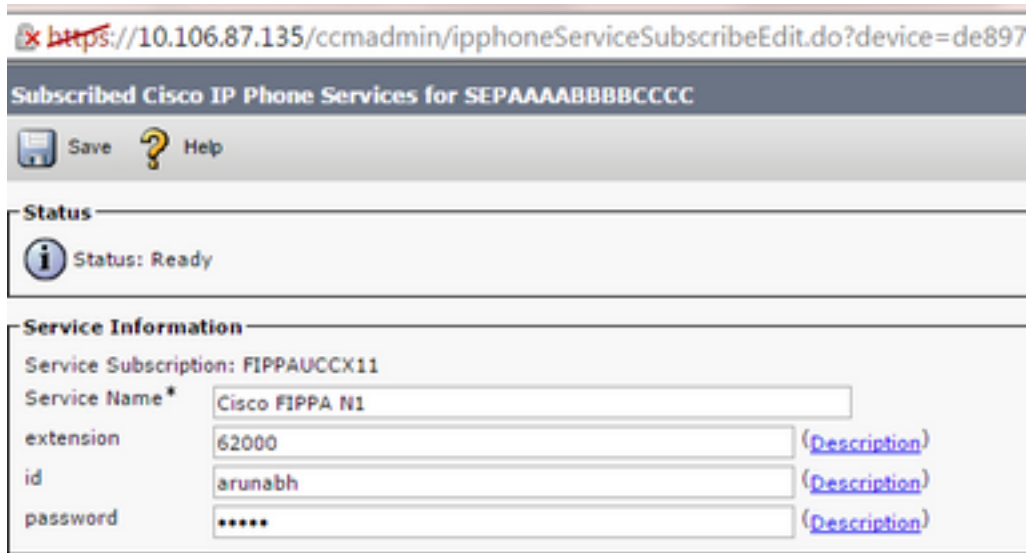 https://10.106.87.135/ccmadmin/ipphoneServiceSubscribeEdit.do?device=de897
Subscribed Cisco IP Phone Services for SEPAAAABBBBCCCC
Save Help
Status
Status: Ready
Service Information
Service Subscription: FIPPAUCCX11
Service Name* Cisco FIPPA N1
extension 62000 (Description)
id arunabh (Description)
password ••••• (Description)